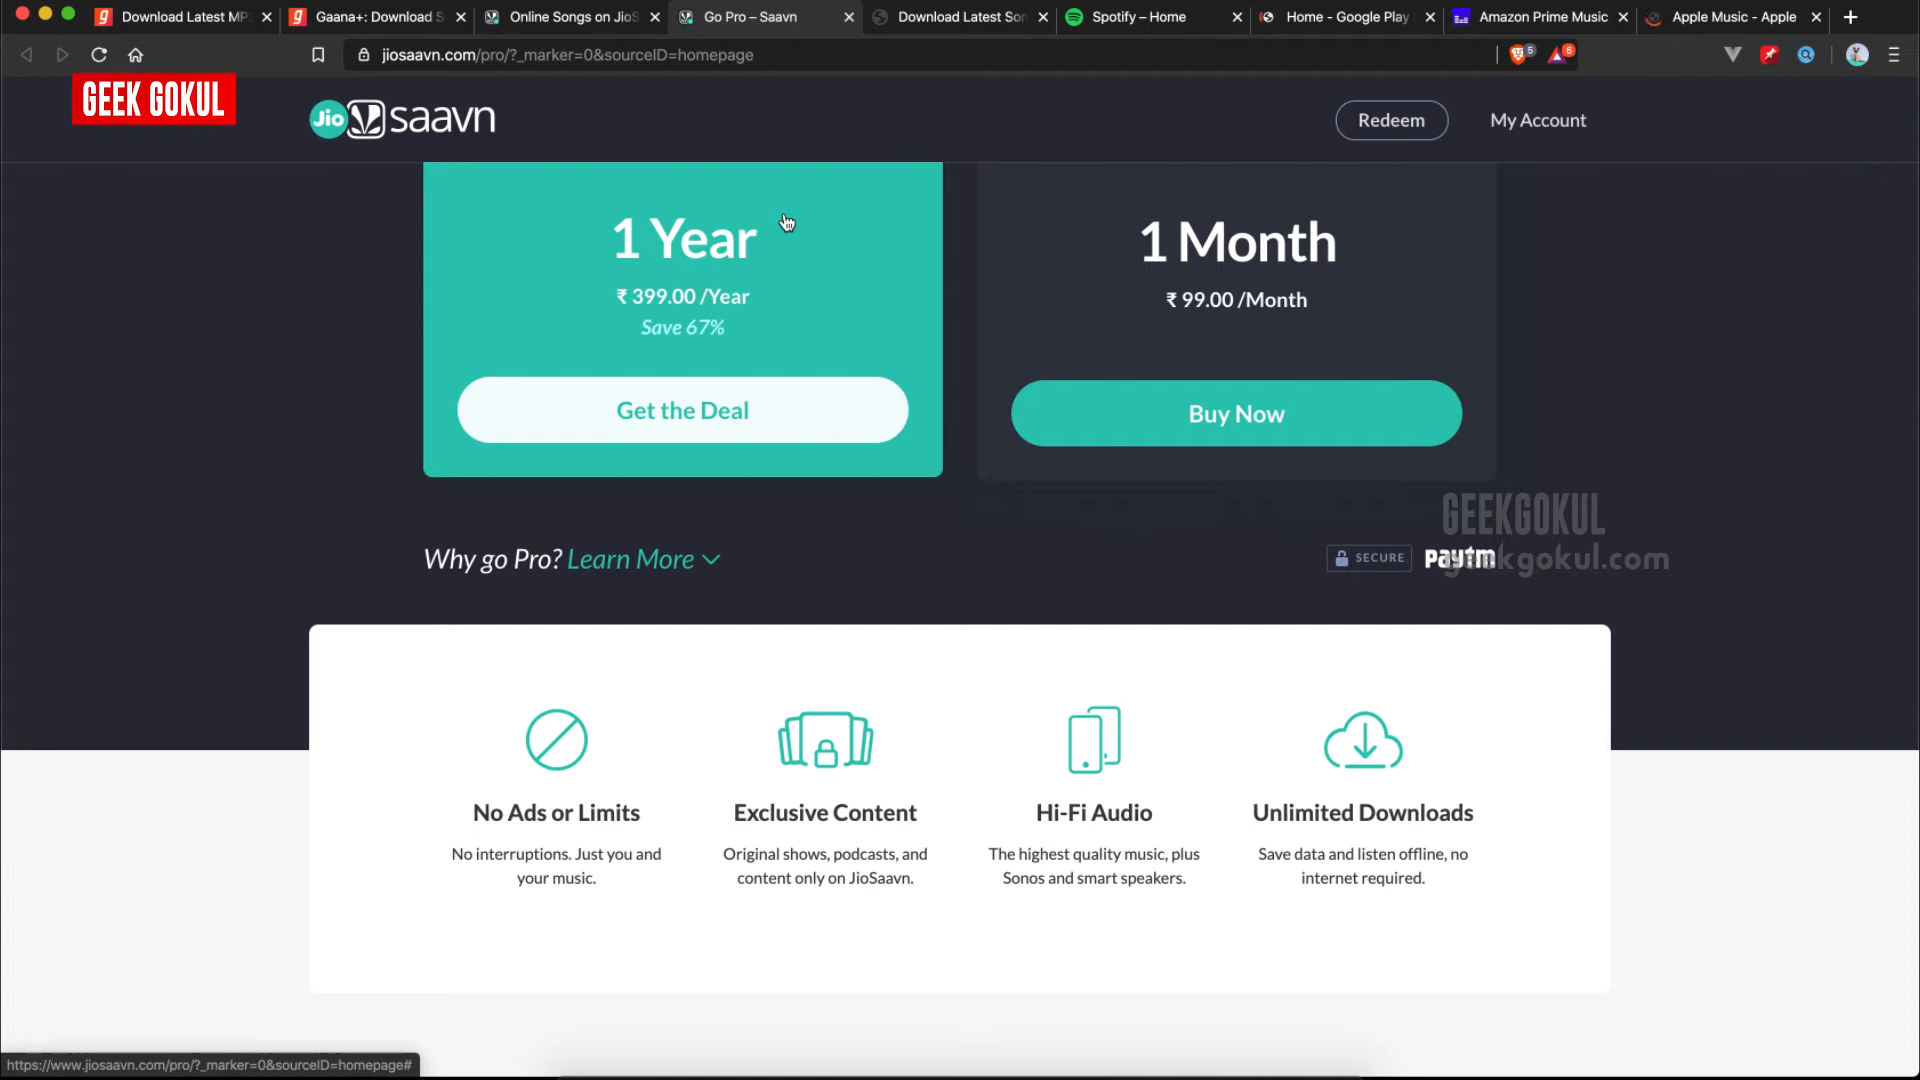 Download Latest MP
Gaana+: Download S
Online Songs on JioS
Go Pro – Saavn
Download Latest Son
Spotify – Home
Home - Google Play
Amazon Prime Music
Apple Music - Apple
jiosaavn.com/pro/?_marker=0&sourceID=homepage
5
6
GEEK GOKUL
Jio saavn
Redeem
My Account
1 Year
₹ 399.00 /Year
Save 67%
Get the Deal
1 Month
₹ 99.00 /Month
Buy Now
GEEKGOKUL
geekgokul.com
Why go Pro? Learn More
SECURE
paytm
No Ads or Limits
No interruptions. Just you and
your music.
Exclusive Content
Original shows, podcasts, and
content only on JioSaavn.
Hi-Fi Audio
The highest quality music, plus
Sonos and smart speakers.
Unlimited Downloads
Save data and listen offline, no
internet required.
https://www.jiosaavn.com/pro/?_marker=0&sourceID=homepage#